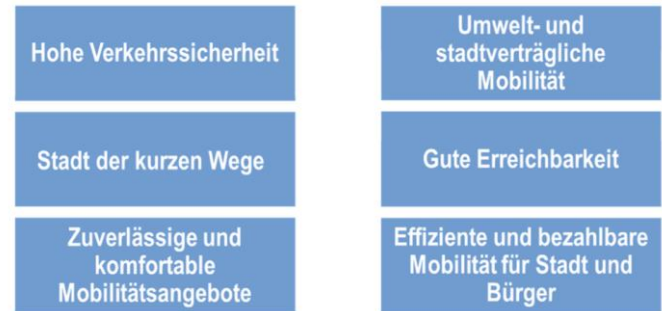 Hohe Verkehrssicherheit
Umwelt- und
stadtverträgliche
Mobilität
Stadt der kurzen Wege
Gute Erreichbarkeit
Zuverlässige und
komfortable
Mobilitätsangebote
Effiziente und bezahlbare
Mobilität für Stadt und
Bürger